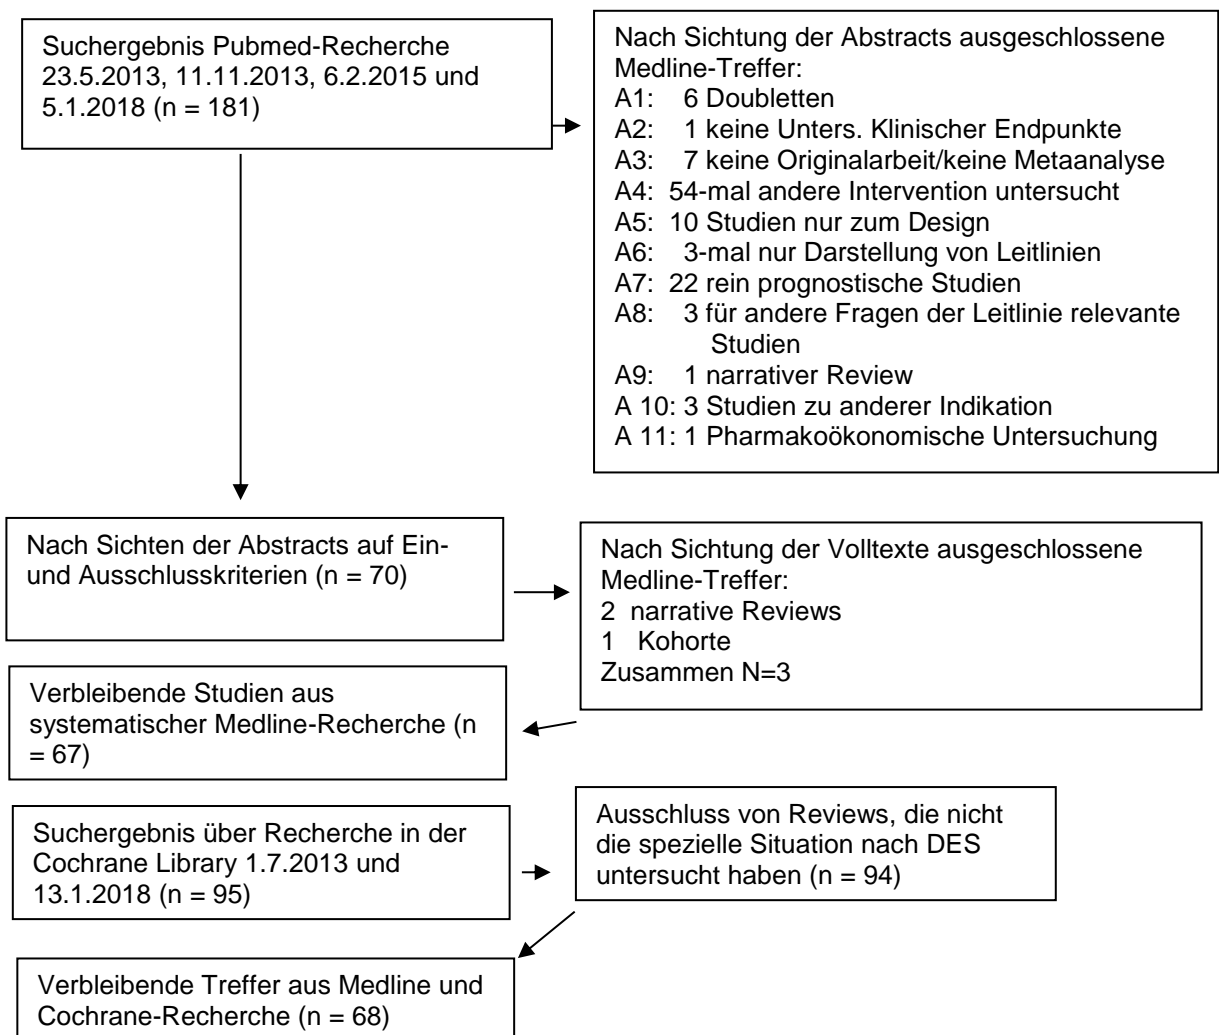 Suchergebnis Pubmed-Recherche
23.5.2013, 11.11.2013, 6.2.2015 und
5.1.2018 (n = 181)
Nach Sichtung der Abstracts ausgeschlossene
Medline-Treffer:
A1: 6 Doubletten
A2: 1 keine Unters. Klinischer Endpunkte
A3: 7 keine Originalarbeit/keine Metaanalyse
A4: 54-mal andere Intervention untersucht
A5: 10 Studien nur zum Design
A6: 3-mal nur Darstellung von Leitlinien
A7: 22 rein prognostische Studien
A8: 3 für andere Fragen der Leitlinie relevante
Studien
A9: 1 narrativer Review
A 10: 3 Studien zu anderer Indikation
A 11: 1 Pharmakoökonomische Untersuchung
Nach Sichten der Abstracts auf Ein-
und Ausschlusskriterien (n = 70)
Nach Sichtung der Volltexte ausgeschlossene
Medline-Treffer:
2 narrative Reviews
1 Kohorte
Zusammen N=3
Verbleibende Studien aus
systematischer Medline-Recherche (n
= 67)
Suchergebnis über Recherche in der
Cochrane Library 1.7.2013 und
13.1.2018 (n = 95)
Ausschluss von Reviews, die nicht
die spezielle Situation nach DES
untersucht haben (n = 94)
Verbleibende Treffer aus Medline und
Cochrane-Recherche (n = 68)